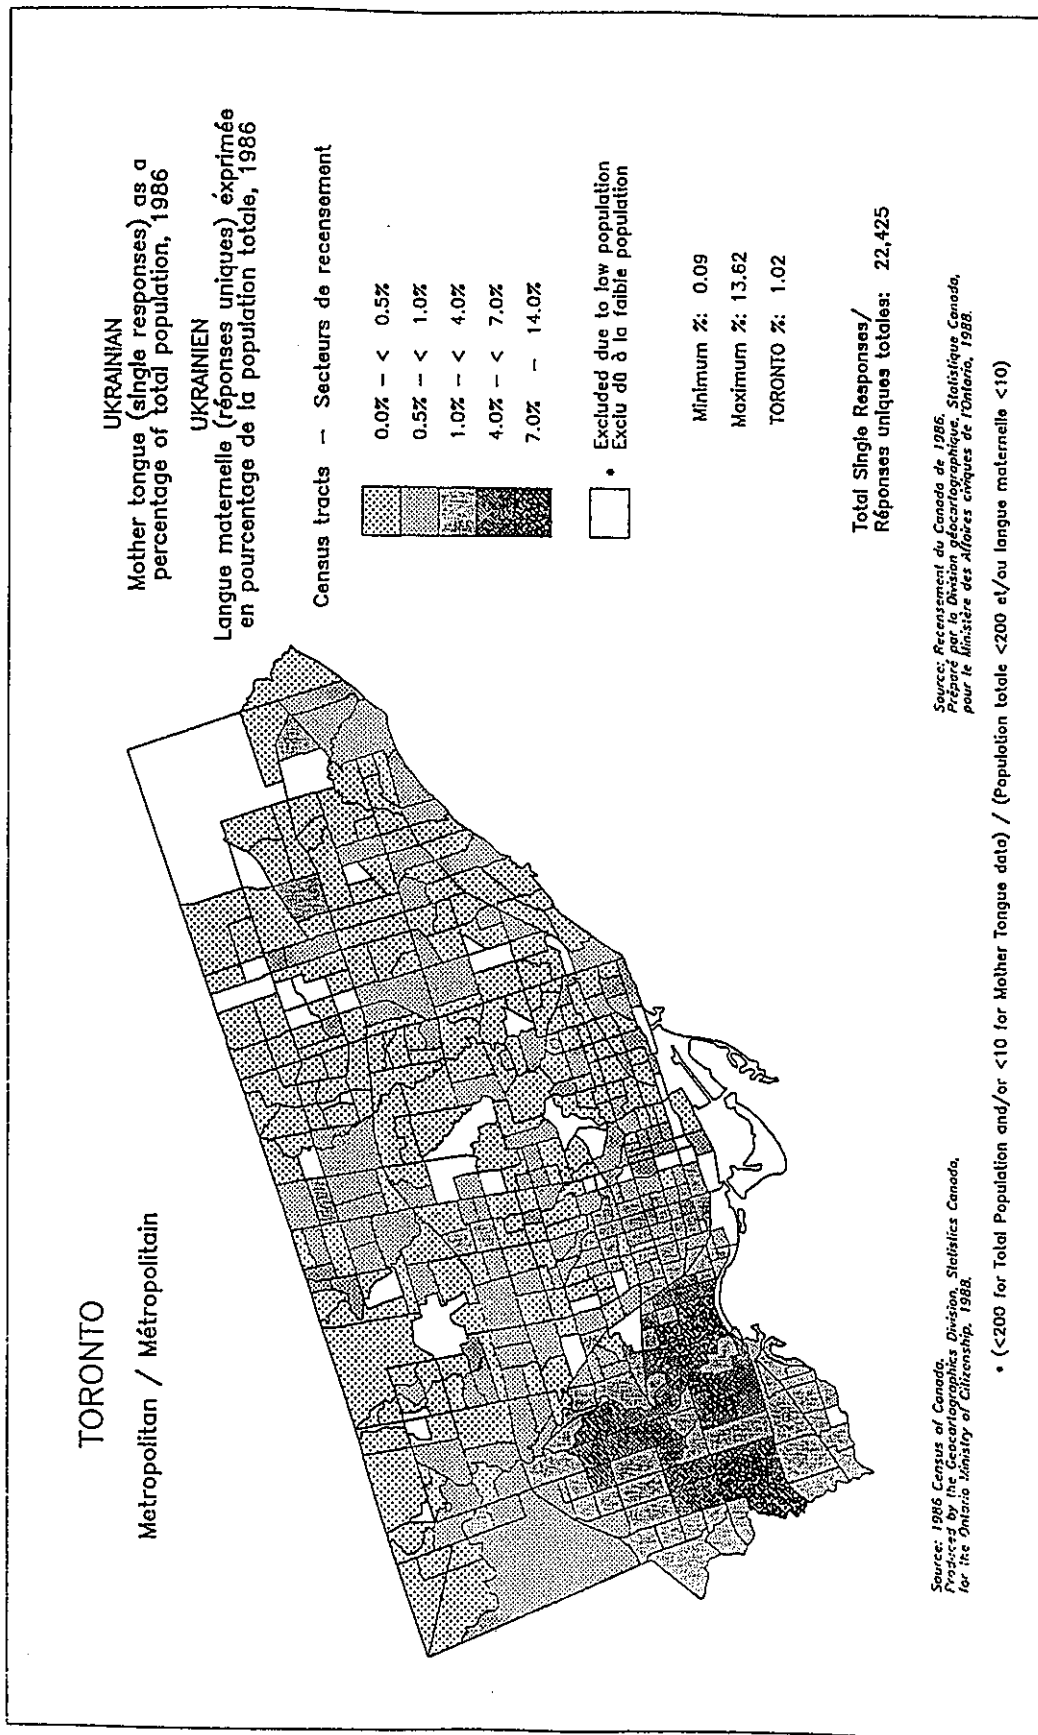 TORONTO
Metropolitan / Métropolitain
UKRAINIAN
Mother tongue (single responses) as a
percentage of total population, 1986
UKRAINIEN
Langue maternelle (réponses uniques) éxprimée
en pourcentage de la population totale, 1986
Census tracts — Secteurs de recensement
0.0% – < 0.5%
0.5% – < 1.0%
1.0% – < 4.0%
4.0% – < 7.0%
7.0% – 14.0%
* Excluded due to low population
Exclu dû à la faible population
Minimum %: 0.09
Maximum %: 13.62
TORONTO %: 1.02
Total Single Responses/
Réponses uniques totales: 22,425
Source: 1986 Census of Canada.
Produced by the Geocartographics Division, Statistics Canada,
for the Ontario Ministry of Citizenship, 1988.
Source: Recensement du Canada de 1986.
Préparé par la Division géocartographique, Statistique Canada,
pour le Ministère des Affaires civiques de l'Ontario, 1988.
* (<200 for Total Population and/or <10 for Mother Tongue data) / (Population totale <200 et/ou langue maternelle <10)